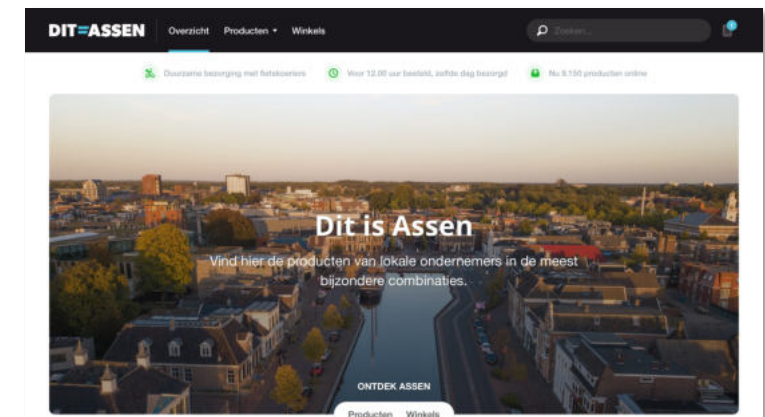 DIT=ASSEN Overzicht Producten Winkels Zoeken...
Duurzame bezorging met fietskoeriers Voor 12.00 uur besteld, zelfde dag bezorgd Nu 9.150 producten online
Dit is Assen
Vind hier de producten van lokale ondernemers in de meest
bijzondere combinaties.
ONTDEK ASSEN
Producten Winkels